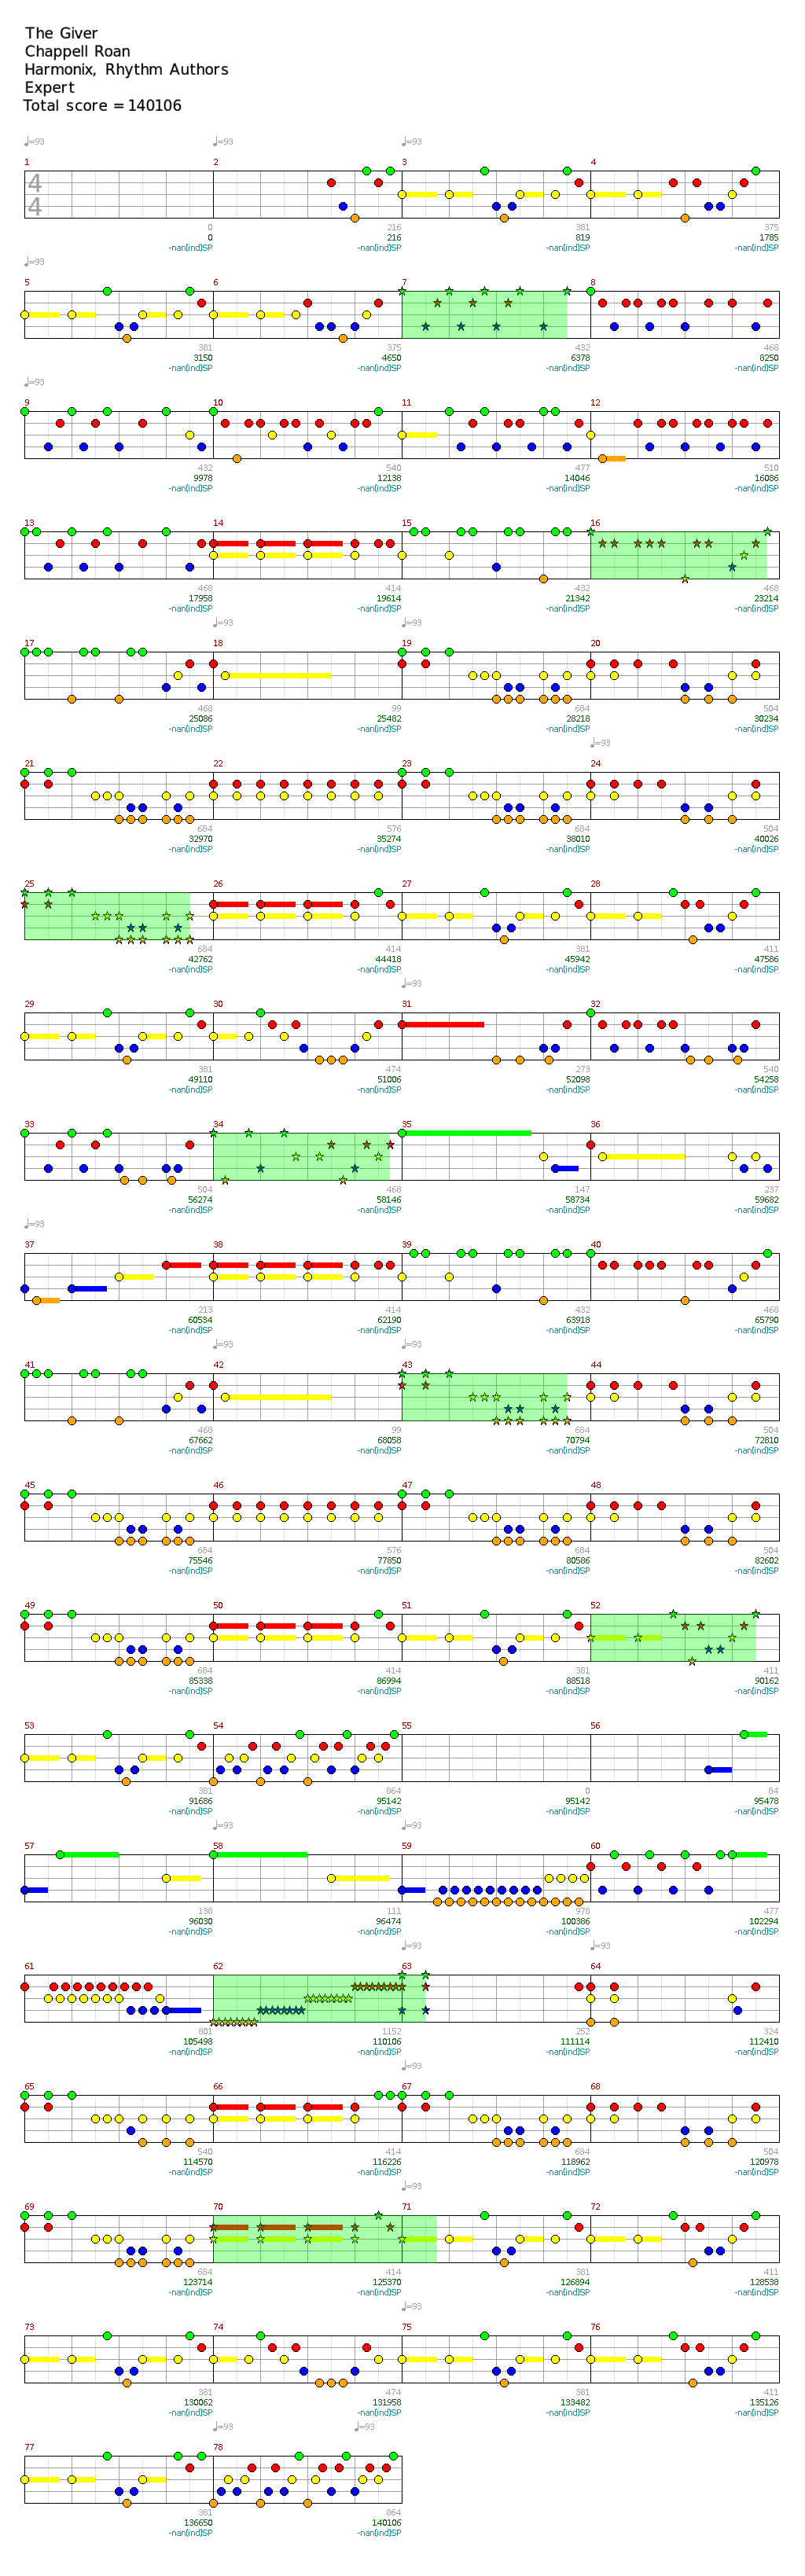 The Giver
Chappell Roan
Harmonix, Rhythm Authors
Expert
Total score = 140106
♩=93 ♩=93 ♩=93
1 2 3 4
4
4
0 216 381 375
0 216 819 1785
-nan(ind)SP -nan(ind)SP -nan(ind)SP -nan(ind)SP
♩=93
5 6 7 8
381 375 432 468
3150 4650 6378 8250
-nan(ind)SP -nan(ind)SP -nan(ind)SP -nan(ind)SP
♩=93
9 10 11 12
432 540 477 510
9978 12138 14046 16086
-nan(ind)SP -nan(ind)SP -nan(ind)SP -nan(ind)SP
13 14 15 16
468 414 432 468
17958 19614 21342 23214
-nan(ind)SP -nan(ind)SP -nan(ind)SP -nan(ind)SP
♩=93 ♩=93
17 18 19 20
468 99 684 504
25086 25482 28218 30234
-nan(ind)SP -nan(ind)SP -nan(ind)SP -nan(ind)SP
♩=93
21 22 23 24
684 576 684 504
32970 35274 38010 40026
-nan(ind)SP -nan(ind)SP -nan(ind)SP -nan(ind)SP
25 26 27 28
684 414 381 411
42762 44418 45942 47586
-nan(ind)SP -nan(ind)SP -nan(ind)SP -nan(ind)SP
♩=93
29 30 31 32
381 474 273 540
49110 51006 52098 54258
-nan(ind)SP -nan(ind)SP -nan(ind)SP -nan(ind)SP
33 34 35 36
504 468 147 237
56274 58146 58734 59682
-nan(ind)SP -nan(ind)SP -nan(ind)SP -nan(ind)SP
♩=93
37 38 39 40
213 414 432 468
60534 62190 63918 65790
-nan(ind)SP -nan(ind)SP -nan(ind)SP -nan(ind)SP
♩=93 ♩=93
41 42 43 44
468 99 684 504
67662 68058 70794 72810
-nan(ind)SP -nan(ind)SP -nan(ind)SP -nan(ind)SP
45 46 47 48
684 576 684 504
75546 77850 80586 82602
-nan(ind)SP -nan(ind)SP -nan(ind)SP -nan(ind)SP
49 50 51 52
684 414 381 411
85338 86994 88518 90162
-nan(ind)SP -nan(ind)SP -nan(ind)SP -nan(ind)SP
53 54 55 56
381 864 0 84
91686 95142 95142 95478
-nan(ind)SP -nan(ind)SP -nan(ind)SP -nan(ind)SP
♩=93 ♩=93
57 58 59 60
138 111 978 477
96030 96474 100386 102294
-nan(ind)SP -nan(ind)SP -nan(ind)SP -nan(ind)SP
♩=93 ♩=93
61 62 63 64
801 1152 252 324
105498 110106 111114 112410
-nan(ind)SP -nan(ind)SP -nan(ind)SP -nan(ind)SP
♩=93
65 66 67 68
540 414 684 504
114570 116226 118962 120978
-nan(ind)SP -nan(ind)SP -nan(ind)SP -nan(ind)SP
♩=93
69 70 71 72
684 414 381 411
123714 125370 126894 128538
-nan(ind)SP -nan(ind)SP -nan(ind)SP -nan(ind)SP
♩=93
73 74 75 76
381 474 381 411
130062 131958 133482 135126
-nan(ind)SP -nan(ind)SP -nan(ind)SP -nan(ind)SP
♩=93 ♩=93
77 78
381 864
136650 140106
-nan(ind)SP -nan(ind)SP